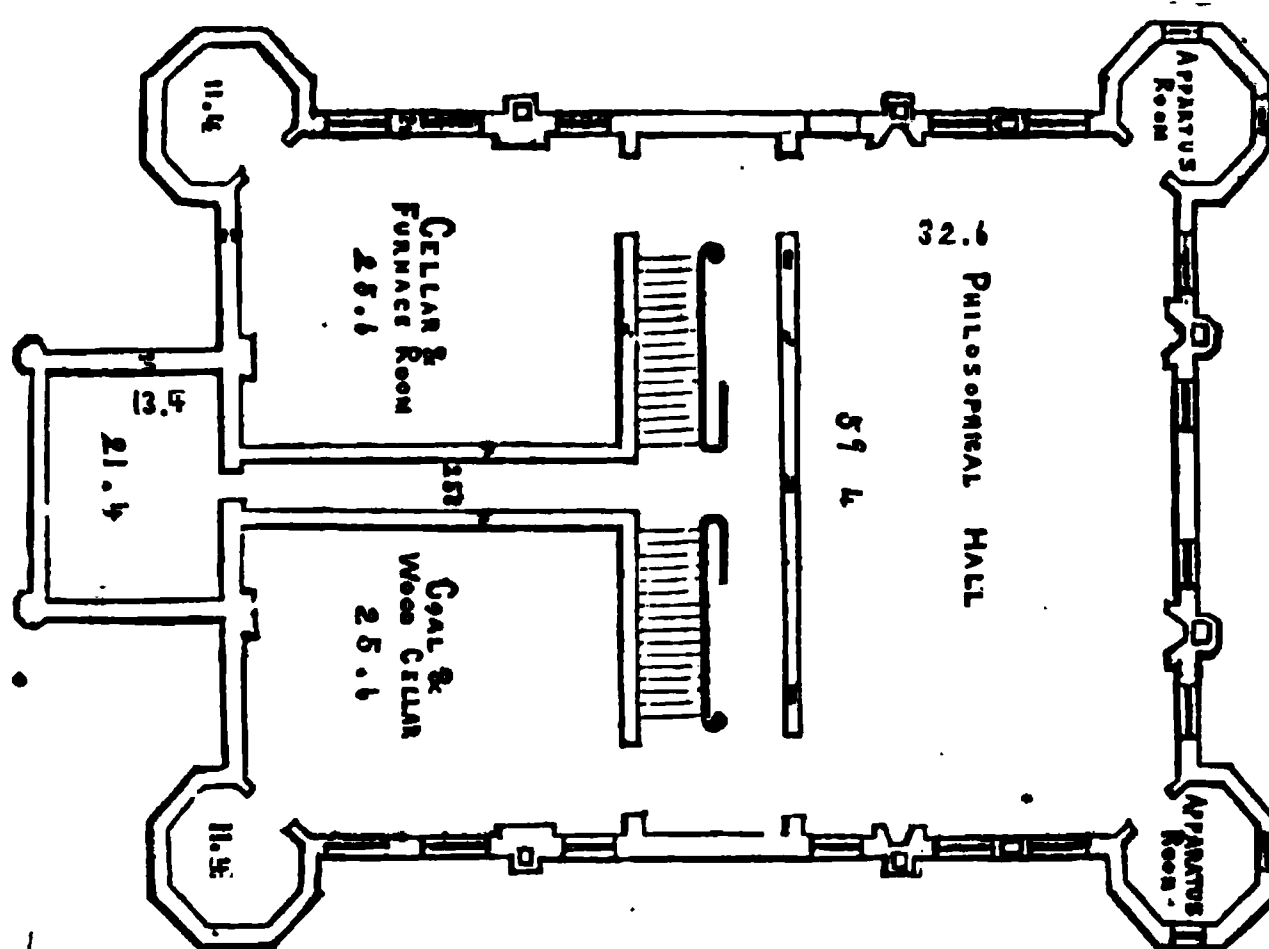 11.4
APPARATUS
ROOM
32.6
CELLAR &
FURNACE ROOM
25.6
PHILOSOPHICAL HALL
59 4
13.4
21.4
COAL &
WOOD CELLAR
25.6
11.4
APPARATUS
ROOM.